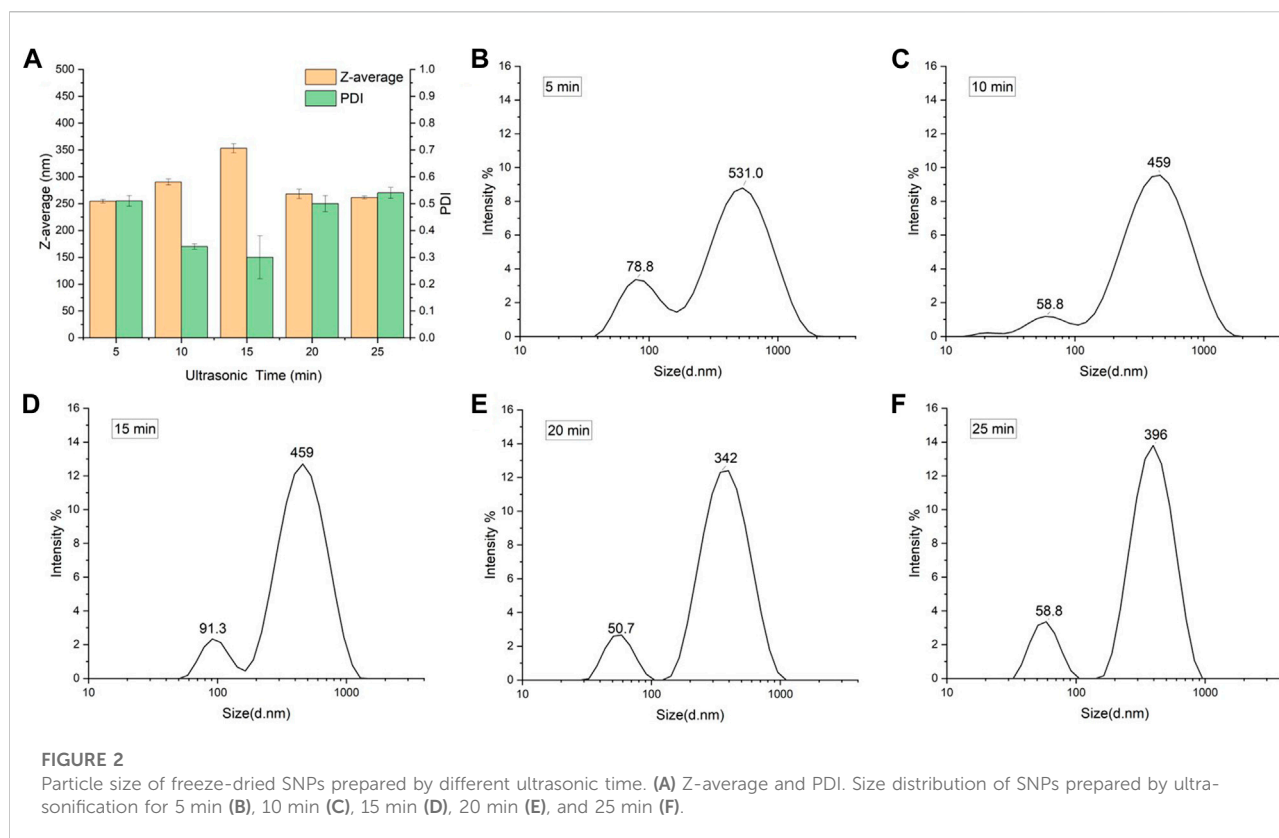 A
Z-average
PDI
500
450
400
350
300
250
200
150
100
50
0
Z-average (nm)
1.0
0.9
0.8
0.7
0.6
0.5
0.4
0.3
0.2
0.1
0.0
PDI
5 10 15 20 25
Ultrasonic Time (min)
B
5 min
16
14
12
10
8
6
4
2
0
Intensity %
78.8
531.0
10 100 1000
Size(d.nm)
C
10 min
16
14
12
10
8
6
4
2
0
Intensity %
58.8
459
10 100 1000
Size(d.nm)
D
15 min
16
14
12
10
8
6
4
2
0
Intensity %
91.3
459
10 100 1000
Size(d.nm)
E
20 min
16
14
12
10
8
6
4
2
0
Intensity %
50.7
342
10 100 1000
Size(d.nm)
F
25 min
16
14
12
10
8
6
4
2
0
Intensity %
58.8
396
10 100 1000
Size(d.nm)
FIGURE 2
Particle size of freeze-dried SNPs prepared by different ultrasonic time. (A) Z-average and PDI. Size distribution of SNPs prepared by ultra-
sonification for 5 min (B), 10 min (C), 15 min (D), 20 min (E), and 25 min (F).